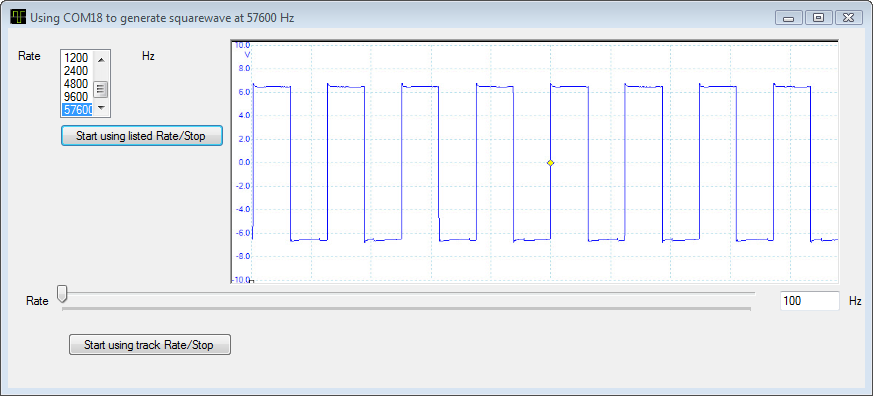 Using COM18 to generate squarewave at 57600 Hz
Rate
1200
2400
4800
9600
57600
Hz
Start using listed Rate/Stop
10.0
V
6.0
4.0
2.0
0.0
-2.0
-4.0
-6.0
-8.0
-10.0
Rate
100
Hz
Start using track Rate/Stop